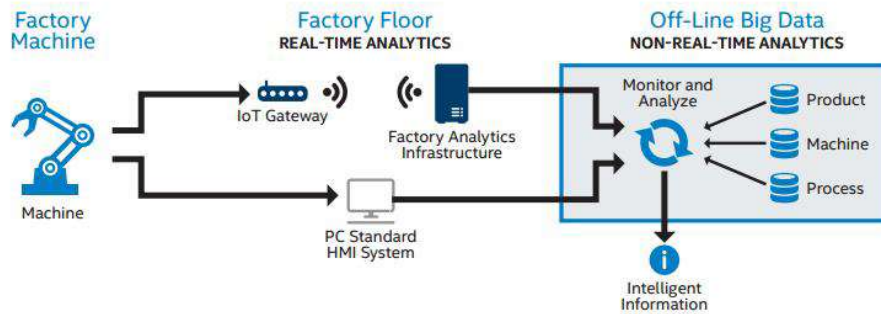 Factory
Machine
Factory Floor
REAL-TIME ANALYTICS
Off-Line Big Data
NON-REAL-TIME ANALYTICS
Machine
IoT Gateway
Factory Analytics
Infrastructure
PC Standard
HMI System
Monitor and
Analyze
Product
Machine
Process
Intelligent
Information